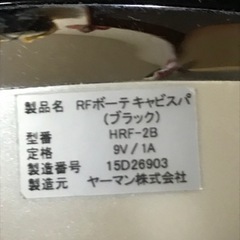 製品名 RFボーテ キャビスパ
(ブラック)
型番 HRF-2B
定格 9V / 1A
製造番号 15D26903
製造元 ヤーマン株式会社